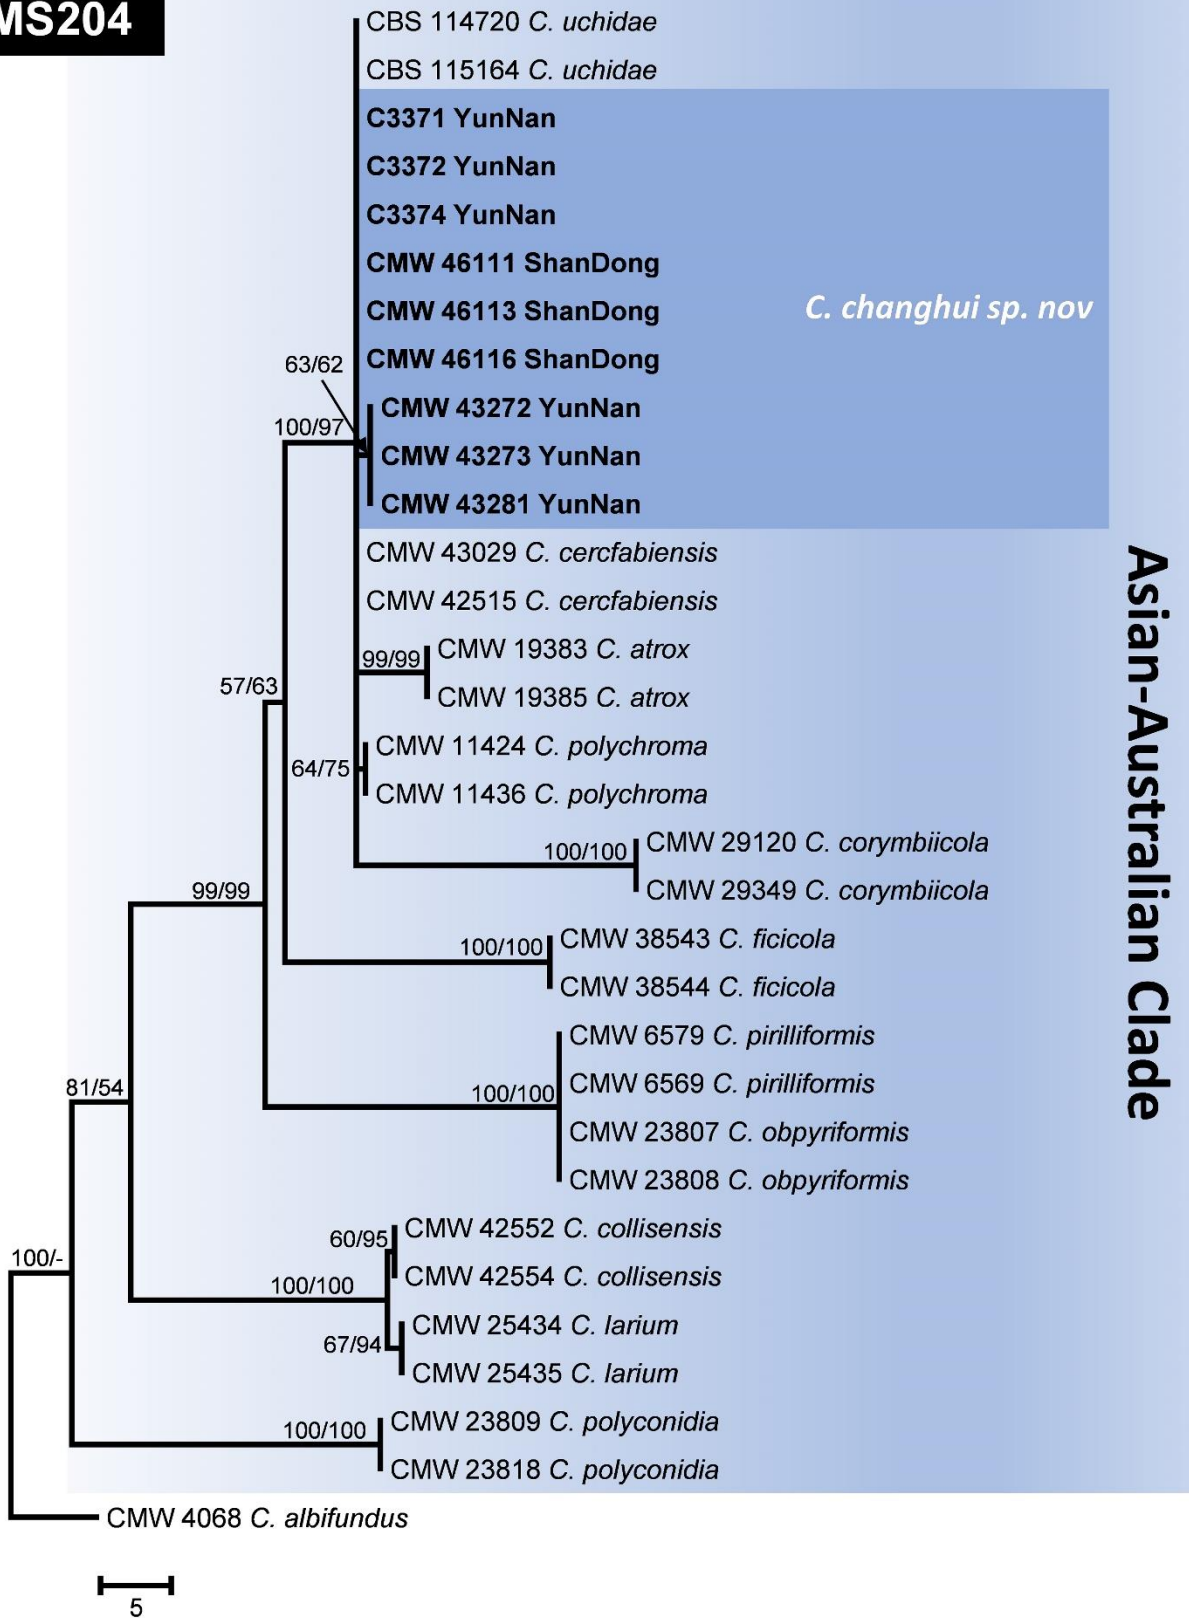 MS204
CBS 114720 C. uchidae
CBS 115164 C. uchidae
C3371 YunNan
C3372 YunNan
C3374 YunNan
CMW 46111 ShanDong
CMW 46113 ShanDong
C. changhui sp. nov
CMW 46116 ShanDong
63/62
CMW 43272 YunNan
100/97
CMW 43273 YunNan
CMW 43281 YunNan
CMW 43029 C. cercfabiensis
CMW 42515 C. cercfabiensis
CMW 19383 C. atrox
99/99
CMW 19385 C. atrox
57/63
CMW 11424 C. polychroma
64/75
CMW 11436 C. polychroma
CMW 29120 C. corymbiicola
100/100
CMW 29349 C. corymbiicola
99/99
CMW 38543 C. ficicola
100/100
CMW 38544 C. ficicola
CMW 6579 C. pirilliformis
CMW 6569 C. pirilliformis
81/54
100/100
CMW 23807 C. obpyriformis
CMW 23808 C. obpyriformis
CMW 42552 C. collisensis
60/95
100/-
CMW 42554 C. collisensis
100/100
CMW 25434 C. larium
67/94
CMW 25435 C. larium
CMW 23809 C. polyconidia
100/100
CMW 23818 C. polyconidia
CMW 4068 C. albifundus
Asian-Australian Clade
5